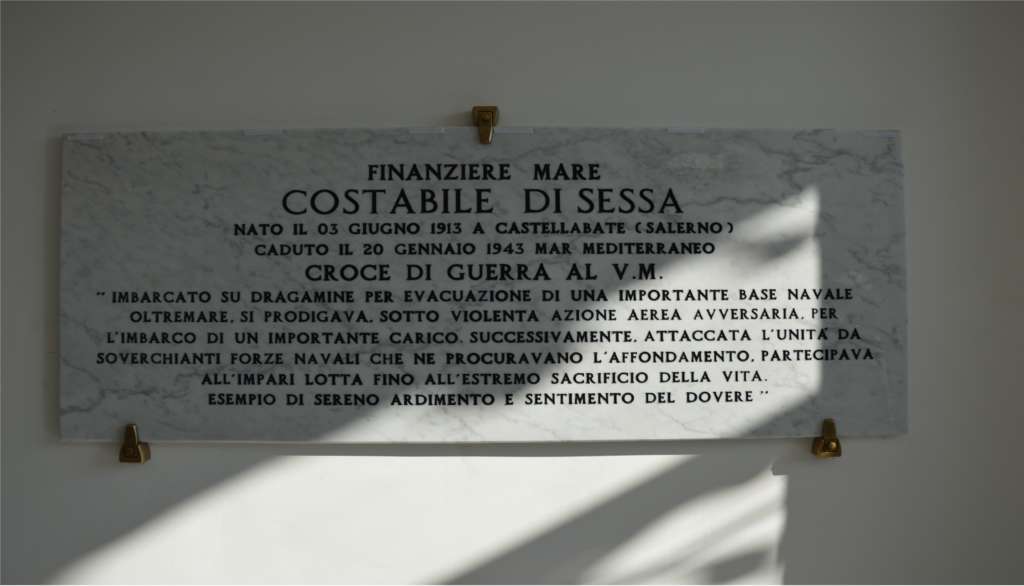 FINANZIERE MARE
COSTABILE DI SESSA
NATO IL 03 GIUGNO 1913 A CASTELLABATE (SALERNO)
CADUTO IL 20 GENNAIO 1943 MAR MEDITERRANEO
CROCE DI GUERRA AL V.M.
"IMBARCATO SU DRAGAMINE PER EVACUAZIONE DI UNA IMPORTANTE BASE NAVALE
OLTREMARE, SI PRODIGAVA, SOTTO VIOLENTA AZIONE AEREA AVVERSARIA, PER
L'IMBARCO DI UN IMPORTANTE CARICO. SUCCESSIVAMENTE, ATTACCATA L'UNITÀ DA
SOVERCHIANTI FORZE NAVALI CHE NE PROCURAVANO L'AFFONDAMENTO, PARTECIPAVA
ALL'IMPARI LOTTA FINO ALL'ESTREMO SACRIFICIO DELLA VITA.
ESEMPIO DI SERENO ARDIMENTO E SENTIMENTO DEL DOVERE"